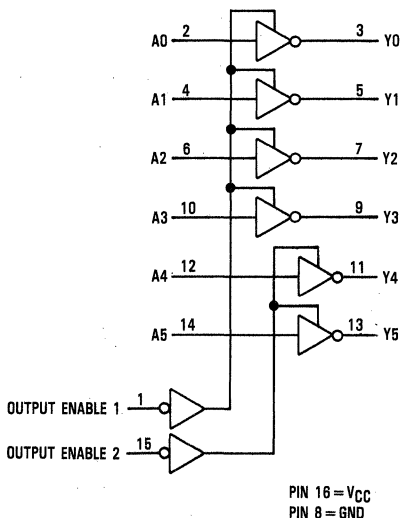 A0 2 3 Y0
A1 4 5 Y1
A2 6 7 Y2
A3 10 9 Y3
A4 12 11 Y4
A5 14 13 Y5
OUTPUT ENABLE 1 1
OUTPUT ENABLE 2 15
PIN 16 = VCC
PIN 8 = GND